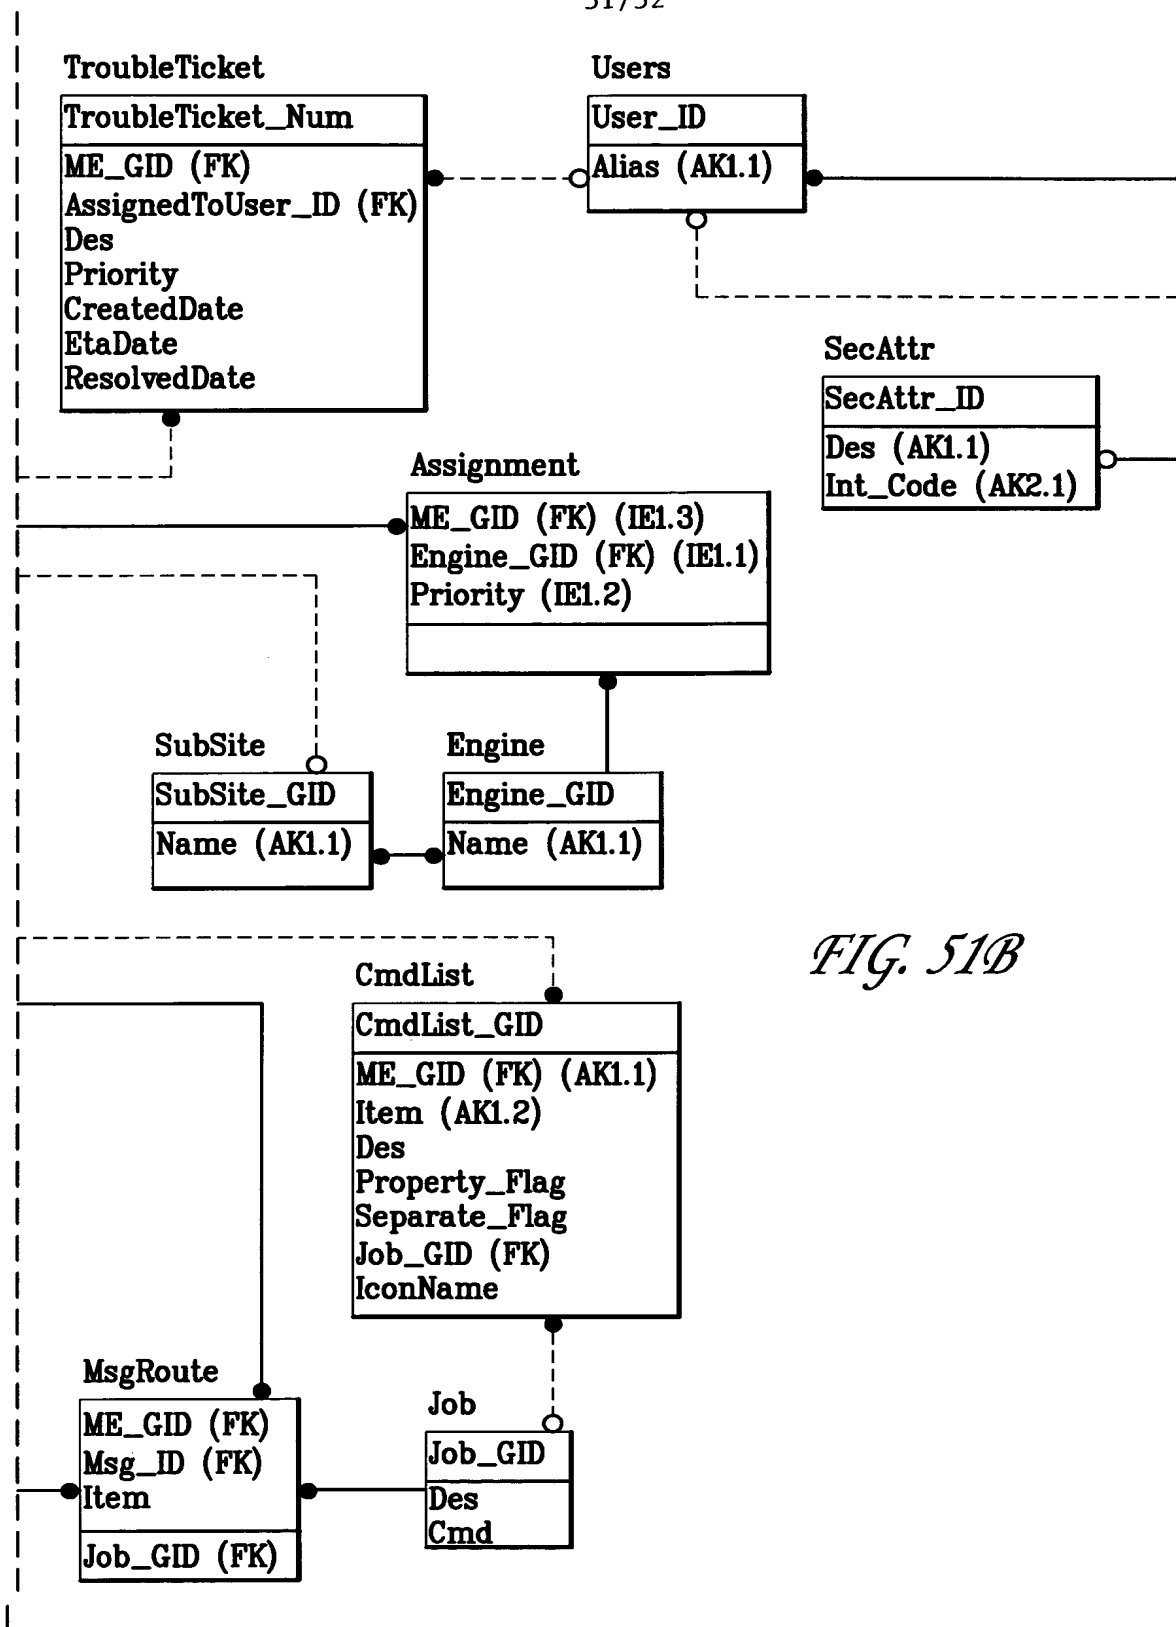 51/52
TroubleTicket
TroubleTicket_Num
ME_GID (FK)
AssignedToUser_ID (FK)
Des
Priority
CreatedDate
EtaDate
ResolvedDate
Users
User_ID
Alias (AK1.1)
SecAttr
SecAttr_ID
Des (AK1.1)
Int_Code (AK2.1)
Assignment
ME_GID (FK) (IE1.3)
Engine_GID (FK) (IE1.1)
Priority (IE1.2)
SubSite
SubSite_GID
Name (AK1.1)
Engine
Engine_GID
Name (AK1.1)
FIG. 51B
CmdList
CmdList_GID
ME_GID (FK) (AK1.1)
Item (AK1.2)
Des
Property_Flag
Separate_Flag
Job_GID (FK)
IconName
MsgRoute
ME_GID (FK)
Msg_ID (FK)
Item
Job_GID (FK)
Job
Job_GID
Des
Cmd